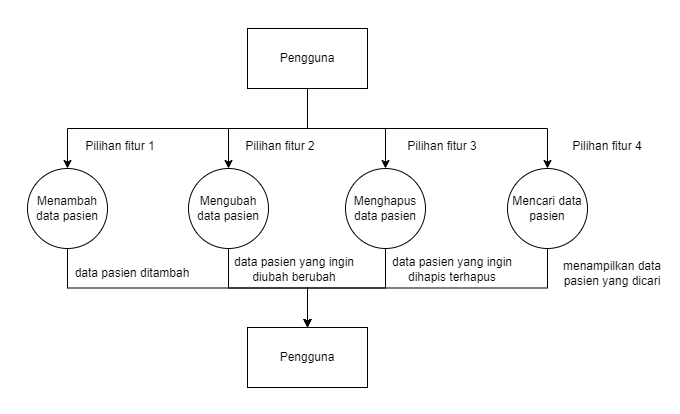 Pengguna
Pilihan fitur 1
Pilihan fitur 2
Pilihan fitur 3
Pilihan fitur 4
Menambah
data pasien
Mengubah
data pasien
Menghapus
data pasien
Mencari data
pasien
data pasien ditambah
data pasien yang ingin
diubah berubah
data pasien yang ingin
dihapis terhapus
menampilkan data
pasien yang dicari
Pengguna